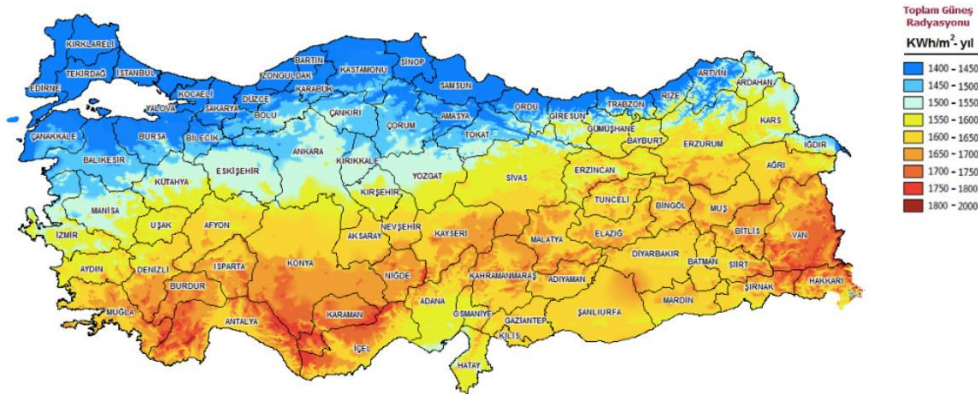 Toplam Güneş
Radyasyonu
KWh/m²- yıl
1400 - 1450
1450 - 1500
1500 - 1550
1550 - 1600
1600 - 1650
1650 - 1700
1700 - 1750
1750 - 1800
1800 - 2000
KIRKLARELİ
TEKİRDAĞ
İSTANBUL
EDİRNE
KOCAELİ
YALOVA
SAKARYA
DÜZCE
ZONGULDAK
BARTIN
KARABÜK
KASTAMONU
SİNOP
SAMSUN
ORDU
GİRESUN
TRABZON
RİZE
ARTVİN
ARDAHAN
ÇANAKKALE
BURSA
BİLECİK
BOLU
ÇANKIRI
ÇORUM
AMASYA
TOKAT
GÜMÜŞHANE
BAYBURT
ERZURUM
KARS
IĞDIR
BALIKESİR
KÜTAHYA
ESKİŞEHİR
ANKARA
KIRIKKALE
YOZGAT
SİVAS
ERZİNCAN
AĞRI
MANİSA
KIRŞEHİR
TUNCELİ
BİNGÖL
MUŞ
İZMİR
UŞAK
AFYON
AKSARAY
NEVŞEHİR
KAYSERİ
MALATYA
ELAZIĞ
BİTLİS
VAN
AYDIN
DENİZLİ
ISPARTA
KONYA
NİĞDE
KAHRAMANMARAŞ
ADIYAMAN
DİYARBAKIR
BATMAN
SİİRT
BURDUR
ŞIRNAK
HAKKARİ
MUĞLA
ANTALYA
KARAMAN
ADANA
OSMANİYE
GAZİANTEP
ŞANLIURFA
MARDİN
KİLİS
İÇEL
HATAY